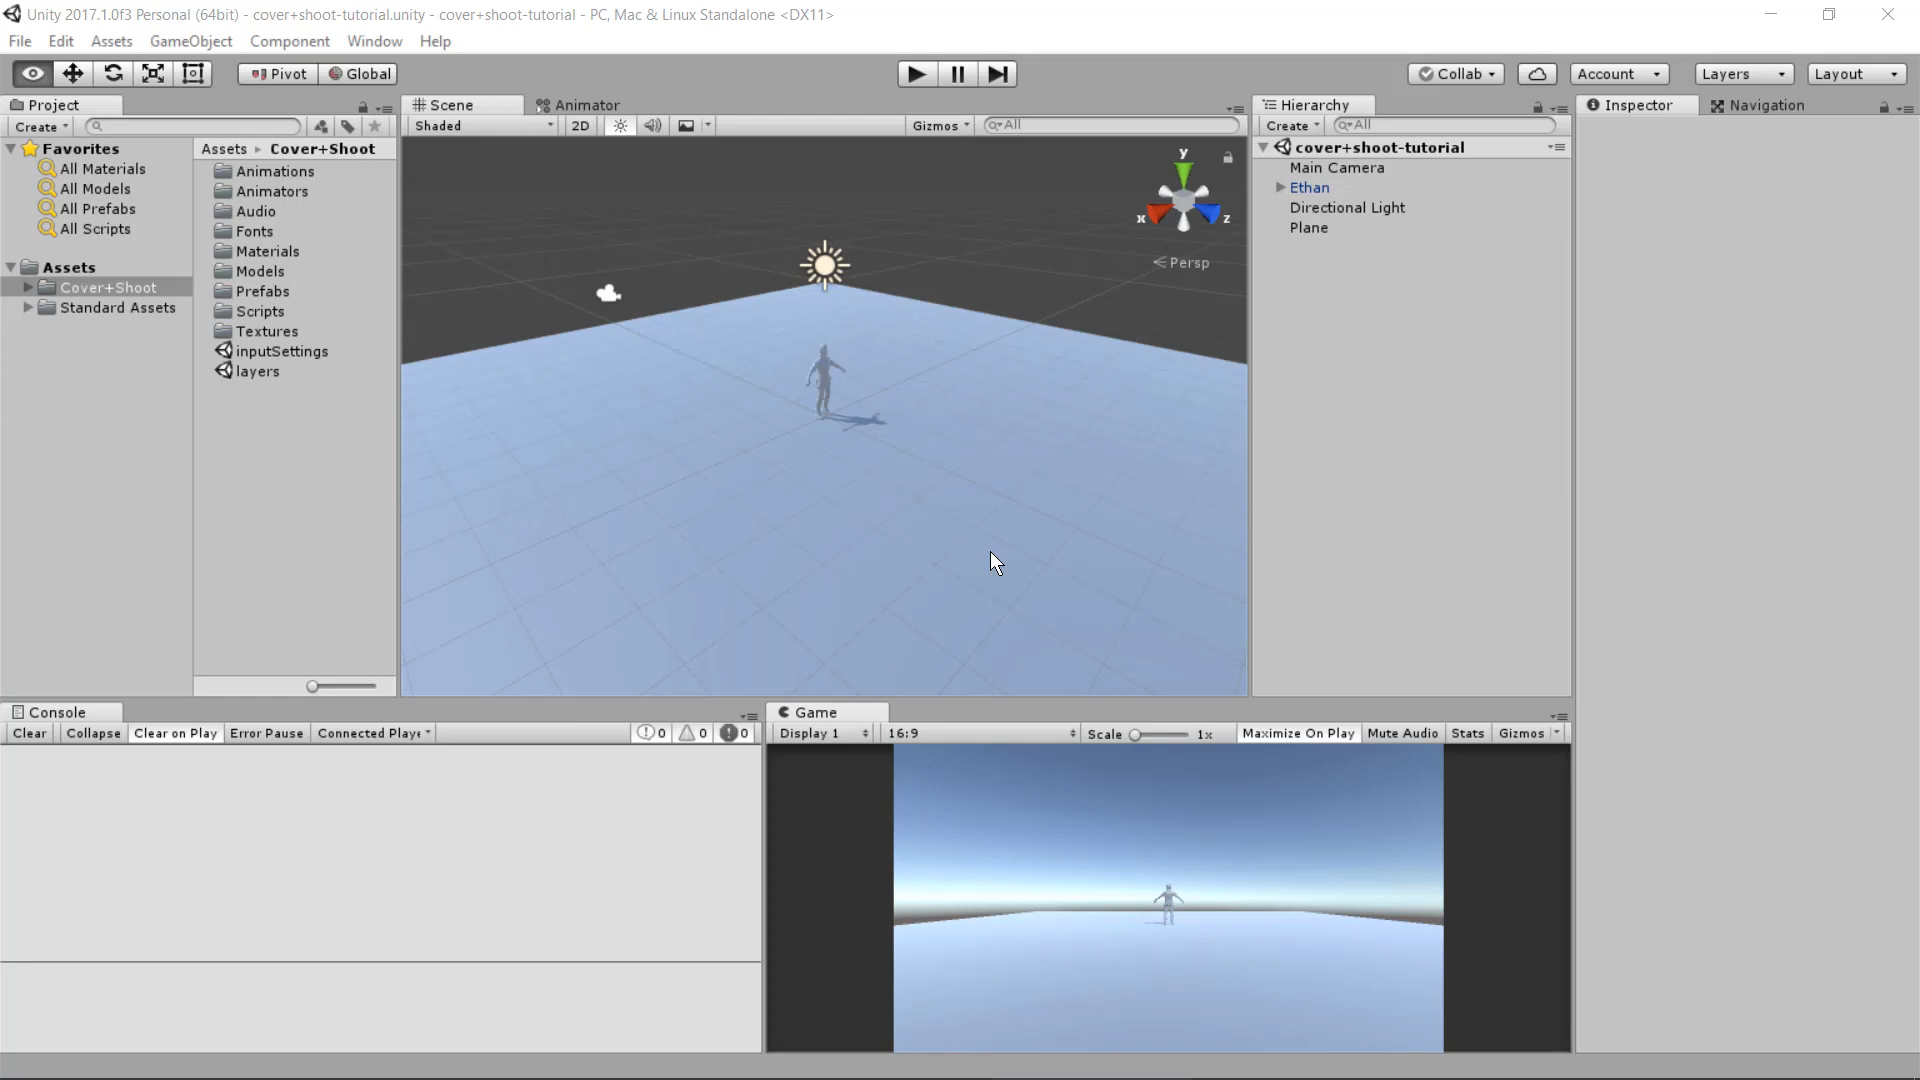 Unity 2017.1.0f3 Personal (64bit) - cover+shoot-tutorial.unity - cover+shoot-tutorial - PC, Mac & Linux Standalone <DX11>
File Edit Assets GameObject Component Window Help
Pivot Global Collab Account Layers Layout
Project
Create
Favorites
All Materials
All Models
All Prefabs
All Scripts
Assets
Cover+Shoot
Standard Assets
Assets Cover+Shoot
Animations
Animators
Audio
Fonts
Materials
Models
Prefabs
Scripts
Textures
inputSettings
layers
Scene Animator
Shaded 2D Gizmos All
y
x
z
Persp
Hierarchy
Create All
cover+shoot-tutorial
Main Camera
Ethan
Directional Light
Plane
Inspector Navigation
Console
Clear Collapse Clear on Play Error Pause Connected Playe 0 0 0
Game
Display 1 16:9 Scale 1x Maximize On Play Mute Audio Stats Gizmos